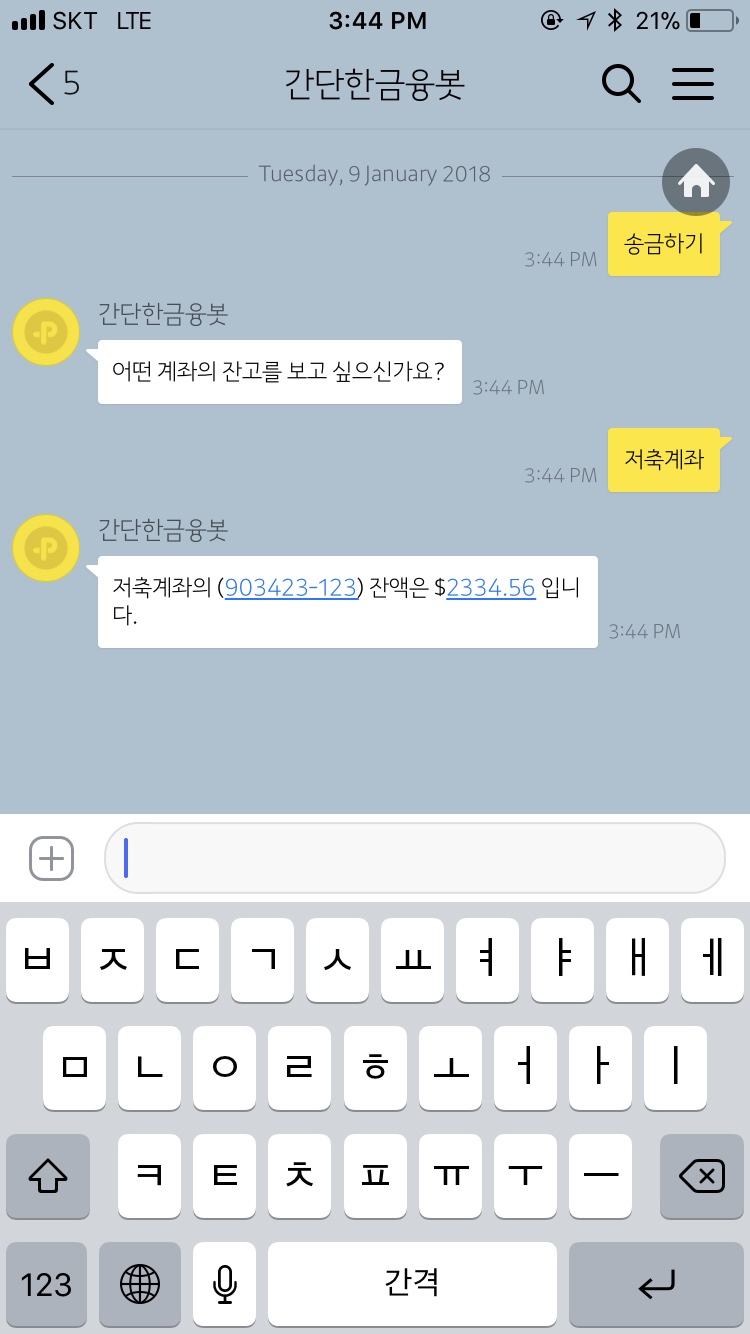 SKT LTE 3:44 PM 21%
5 간단한금융봇
Tuesday, 9 January 2018
송금하기
3:44 PM
간단한금융봇
어떤 계좌의 잔고를 보고 싶으신가요?
3:44 PM
저축계좌
3:44 PM
간단한금융봇
저축계좌의 (903423-123) 잔액은 $2334.56 입니
다.
3:44 PM
ㅂ ㅈ ㄷ ㄱ ㅅ ㅛ ㅕ ㅑ ㅐ ㅔ
ㅁ ㄴ ㅇ ㄹ ㅎ ㅗ ㅓ ㅏ ㅣ
ㅋ ㅌ ㅊ ㅍ ㅠ ㅜ ㅡ
123 간격